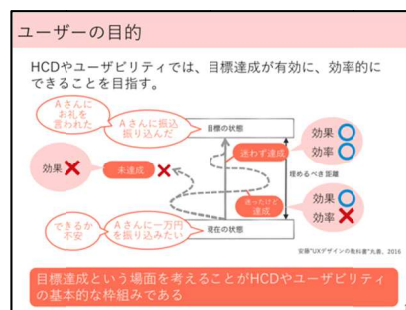 ユーザーの目的
HCDやユーザビリティでは、目標達成が有効に、効率的に
できることを目指す。
Aさんに
お礼を
言われた
Aさんに振込
振り込んだ
目標の状態
効果
効率
迷わず達成
効果
未達成
埋めるべき距離
迷ったけど
達成
効果
効率
できるか
不安
Aさんに一万円
を振り込みたい
現在の状態
安藤"UXデザインの教科書"丸善、2016
目標達成という場面を考えることがHCDやユーザビリティ
の基本的な枠組みである